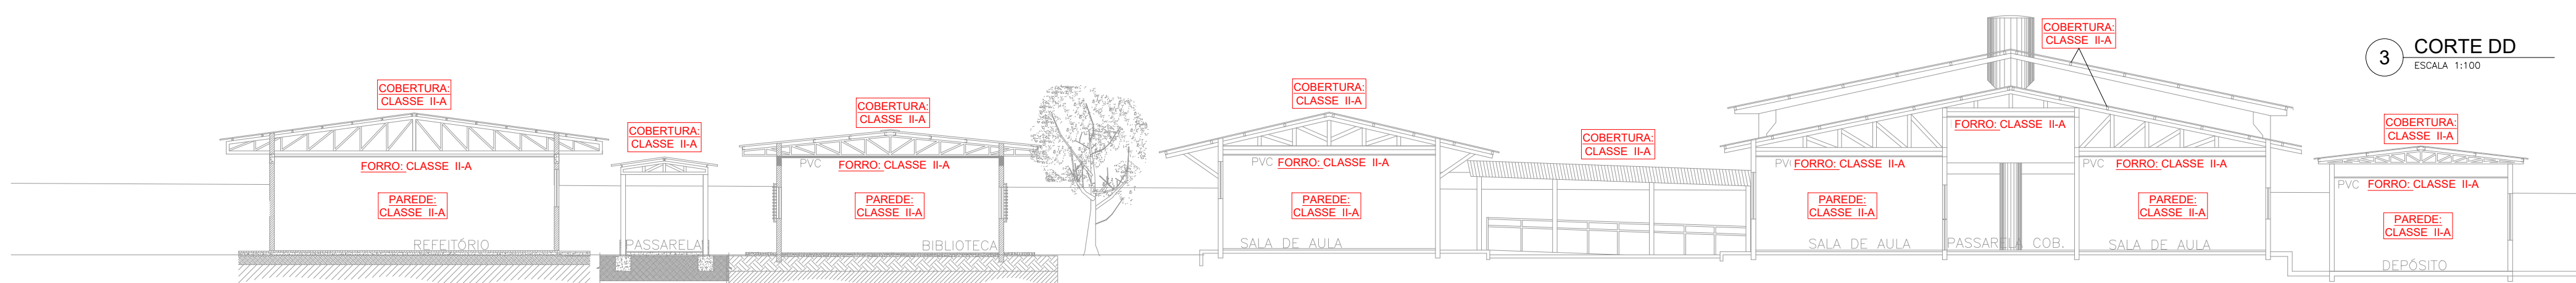 COBERTURA:
CLASSE II-A
FORRO: CLASSE II-A
PAREDE:
CLASSE II-A
REFEITÓRIO
COBERTURA:
CLASSE II-A
PASSARELA
COBERTURA:
CLASSE II-A
PVC FORRO: CLASSE II-A
PAREDE:
CLASSE II-A
BIBLIOTECA
COBERTURA:
CLASSE II-A
PVC FORRO: CLASSE II-A
PAREDE:
CLASSE II-A
SALA DE AULA
COBERTURA:
CLASSE II-A
COBERTURA:
CLASSE II-A
FORRO: CLASSE II-A
PVC FORRO: CLASSE II-A
PAREDE:
CLASSE II-A
SALA DE AULA
PASSARELA COB.
PVC FORRO: CLASSE II-A
PAREDE:
CLASSE II-A
SALA DE AULA
3 CORTE DD
ESCALA 1:100
COBERTURA:
CLASSE II-A
PVC FORRO: CLASSE II-A
PAREDE:
CLASSE II-A
DEPÓSITO